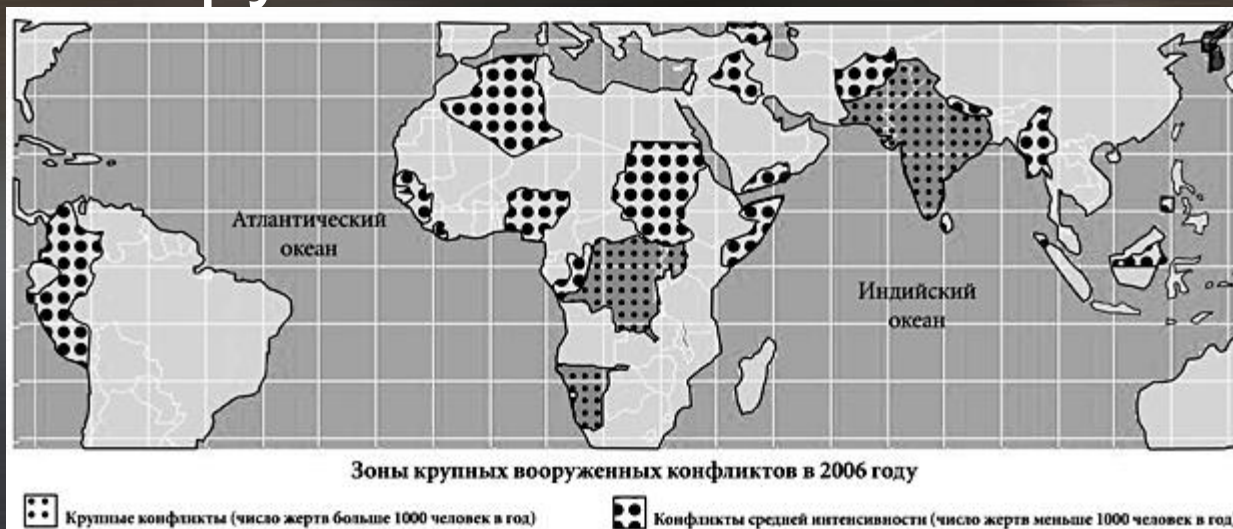 Атлантический
океан
Индийский
океан
Зоны крупных вооруженных конфликтов в 2006 году
Крупные конфликты (число жертв больше 1000 человек в год)
Конфликты средней интенсивности (число жертв меньше 1000 человек в год